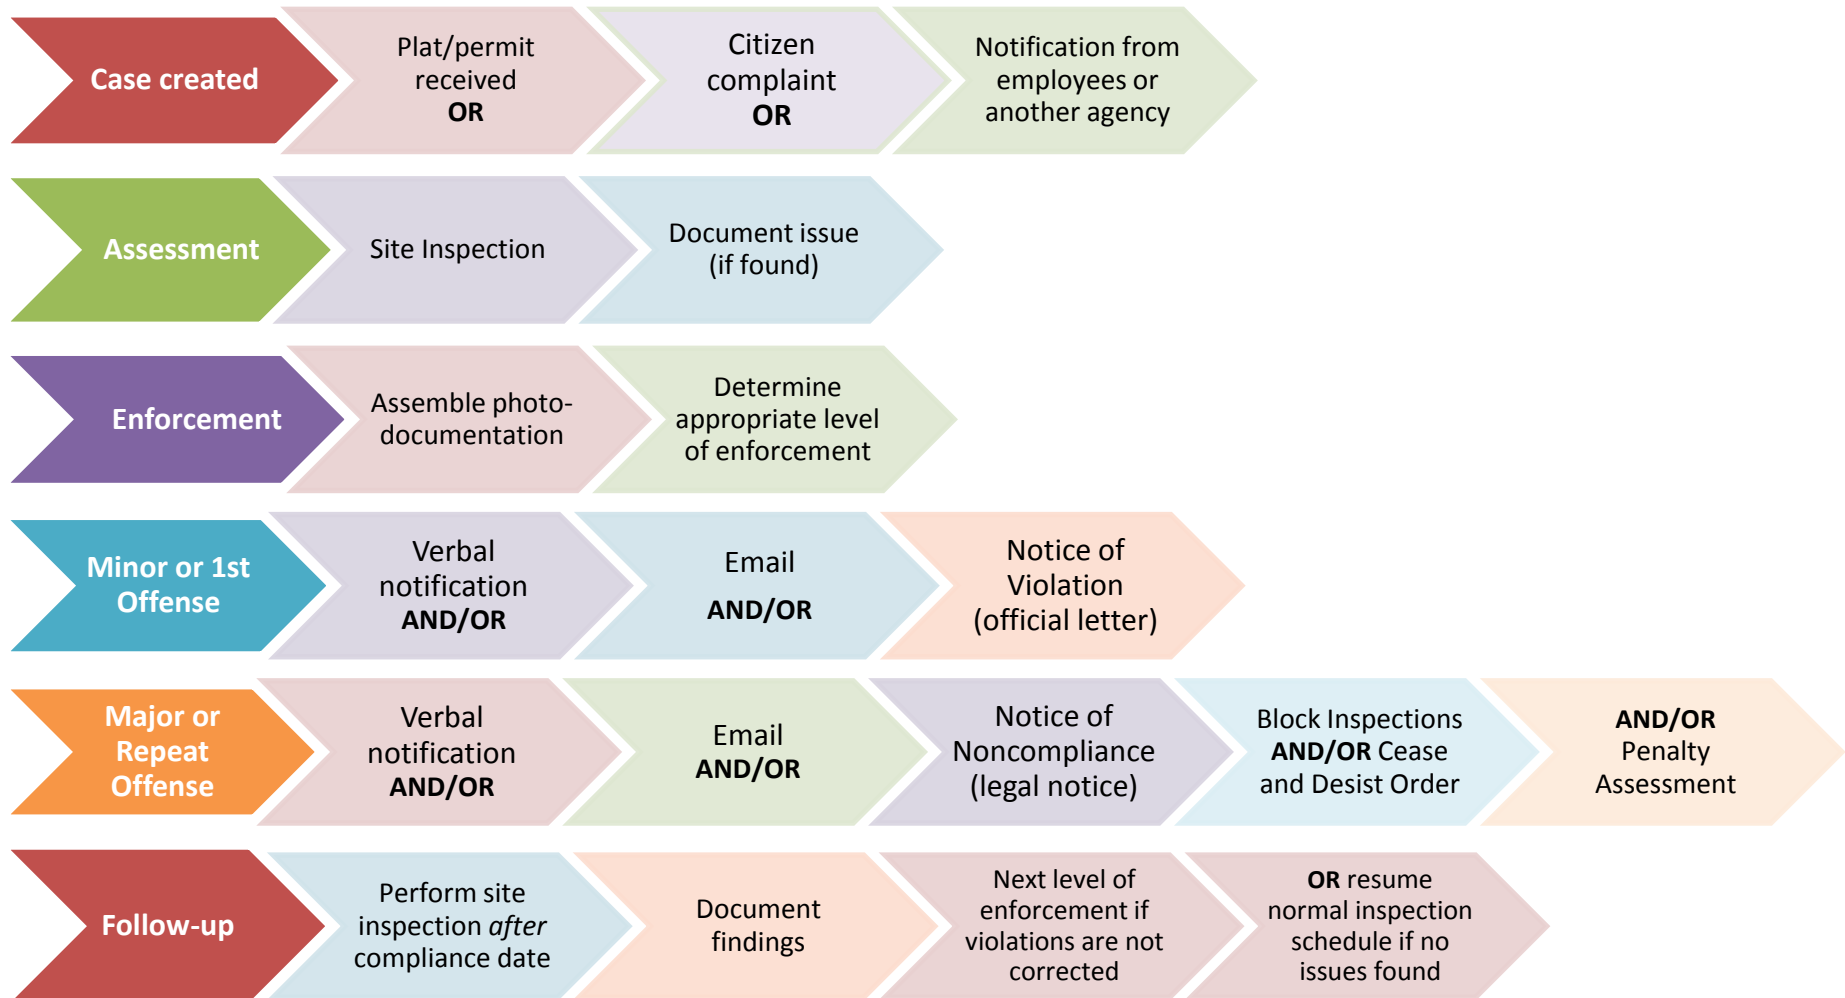 Case created
Plat/permit
received
OR
Citizen
complaint
OR
Notification from
employees or
another agency
Assessment
Site Inspection
Document issue
(if found)
Enforcement
Assemble photo-
documentation
Determine
appropriate level
of enforcement
Minor or 1st
Offense
Verbal
notification
AND/OR
Email
AND/OR
Notice of
Violation
(official letter)
Major or
Repeat
Offense
Verbal
notification
AND/OR
Email
AND/OR
Notice of
Noncompliance
(legal notice)
Block Inspections
AND/OR Cease
and Desist Order
AND/OR
Penalty
Assessment
Follow-up
Perform site
inspection after
compliance date
Document
findings
Next level of
enforcement if
violations are not
corrected
OR resume
normal inspection
schedule if no
issues found